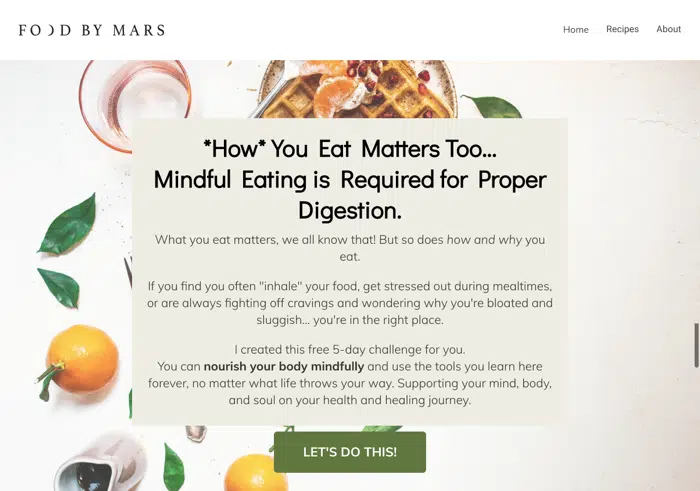 FOOD BY MARS
Home Recipes About
*How* You Eat Matters Too...
Mindful Eating is Required for Proper
Digestion.
What you eat matters, we all know that! But so does how and why you
eat.
If you find you often "inhale" your food, get stressed out during mealtimes,
or are always fighting off cravings and wondering why you're bloated and
sluggish... you're in the right place.
I created this free 5-day challenge for you.
You can nourish your body mindfully and use the tools you learn here
forever, no matter what life throws your way. Supporting your mind, body,
and soul on your health and healing journey.
LET'S DO THIS!